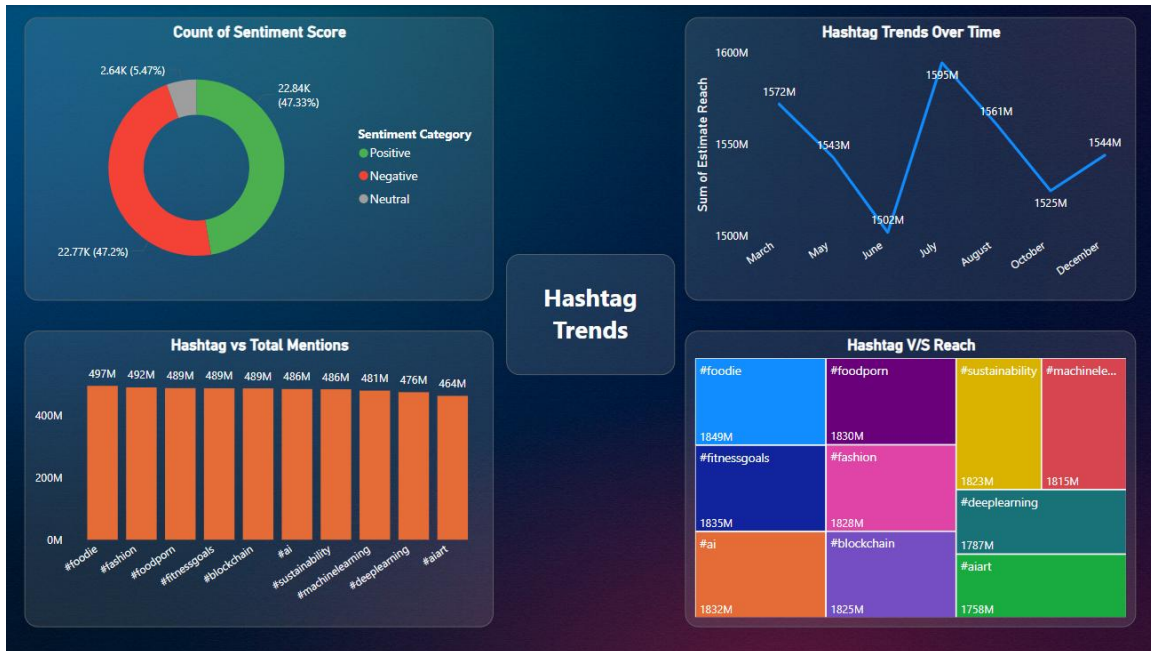 Count of Sentiment Score
2.64K (5.47%)
22.84K
(47.33%)
22.77K (47.2%)
Sentiment Category
Positive
Negative
Neutral
Hashtag Trends Over Time
Sum of Estimate Reach
1600M
1550M
1500M
1572M
1543M
1502M
1595M
1561M
1525M
1544M
March
May
June
July
August
October
December
Hashtag
Trends
Hashtag vs Total Mentions
497M
492M
489M
489M
489M
486M
486M
481M
476M
464M
400M
200M
0M
#foodie
#fashion
#foodporn
#fitnessgoals
#blockchain
#ai
#sustainability
#machinelearning
#deeplearning
#aiart
Hashtag V/S Reach
#foodie
1849M
#fitnessgoals
1835M
#ai
1832M
#foodporn
1830M
#fashion
1828M
#blockchain
1825M
#sustainability
1823M
#machinele...
1815M
#deeplearning
1787M
#aiart
1758M